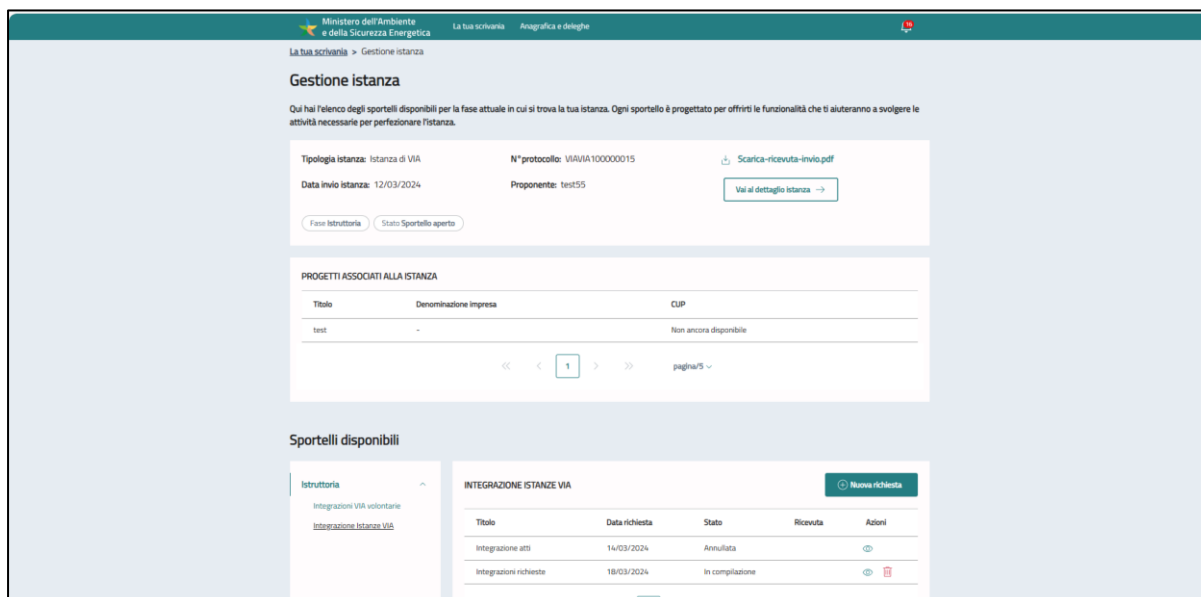 Ministero dell'Ambiente
e della Sicurezza Energetica
La tua scrivania
Anagrafica e deleghe
16
La tua scrivania > Gestione istanza
Gestione istanza
Qui hai l'elenco degli sportelli disponibili per la fase attuale in cui si trova la tua istanza. Ogni sportello è progettato per offrirti le funzionalità che ti aiuteranno a svolgere le
attività necessarie per perfezionare l'istanza.
Tipologia istanza: Istanza di VIA
N°protocollo: VIAVIA100000015
Scarica-ricevuta-invio.pdf
Data invio istanza: 12/03/2024
Proponente: test55
Vai al dettaglio istanza
Fase Istruttoria
Stato Sportello aperto
PROGETTI ASSOCIATI ALLA ISTANZA
Titolo
Denominazione impresa
CUP
test
-
Non ancora disponibile
1
pagina/5
Sportelli disponibili
Istruttoria
Integrazioni VIA volontarie
Integrazione Istanze VIA
INTEGRAZIONE ISTANZE VIA
Nuova richiesta
Titolo
Data richiesta
Stato
Ricevuta
Azioni
Integrazione atti
14/03/2024
Annullata
Integrazioni richieste
18/03/2024
In compilazione